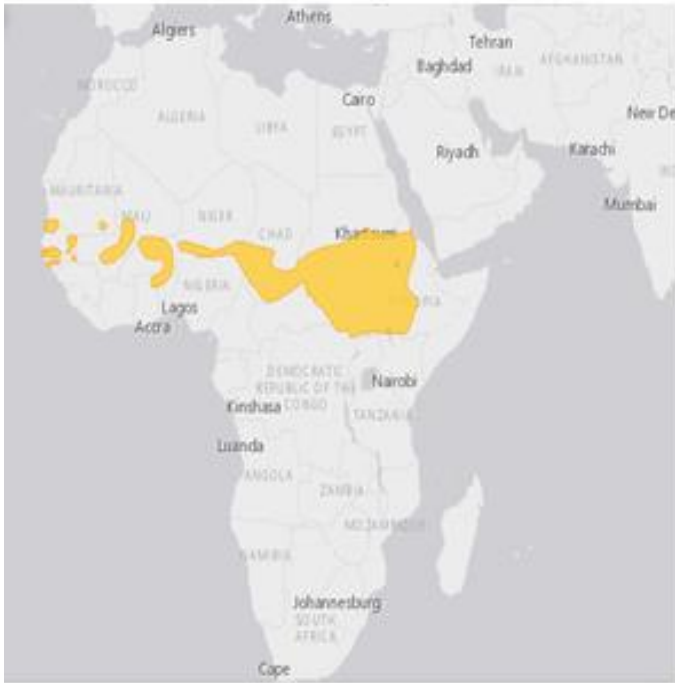 Athens
Algiers
Tehran
Baghdad
IRAN
AFGHANISTAN
MOROCCO
Cairo
New De
ALGERIA
LIBYA
EGYPT
Riyadh
Karachi
MAURITANIA
Mumbai
MALI
NIGER
CHAD
Khartoum
NIGERIA
Lagos
Accra
DEMOCRATIC
REPUBLIC OF THE
CONGO
Nairobi
Kinshasa
TANZANIA
Luanda
ANGOLA
ZAMBIA
MOZAMBIQUE
NAMIBIA
Johannesburg
SOUTH
AFRICA
Cape